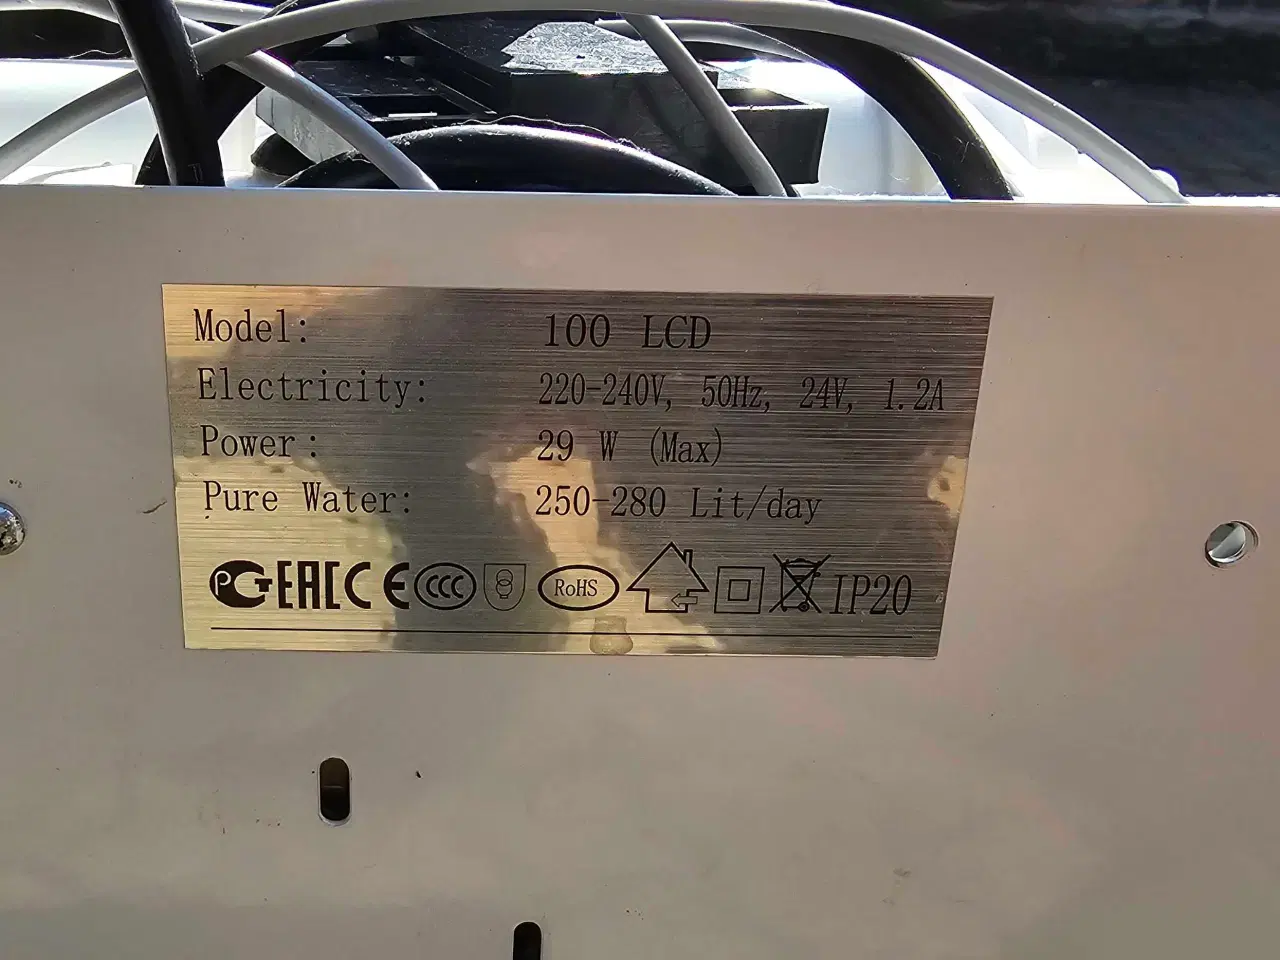 Model: 100 LCD
Electricity: 220-240V, 50Hz, 24V, 1.2A
Power: 29 W (Max)
Pure Water: 250-280 Lit/day
PCT EAC CE CCC RoHS IP20